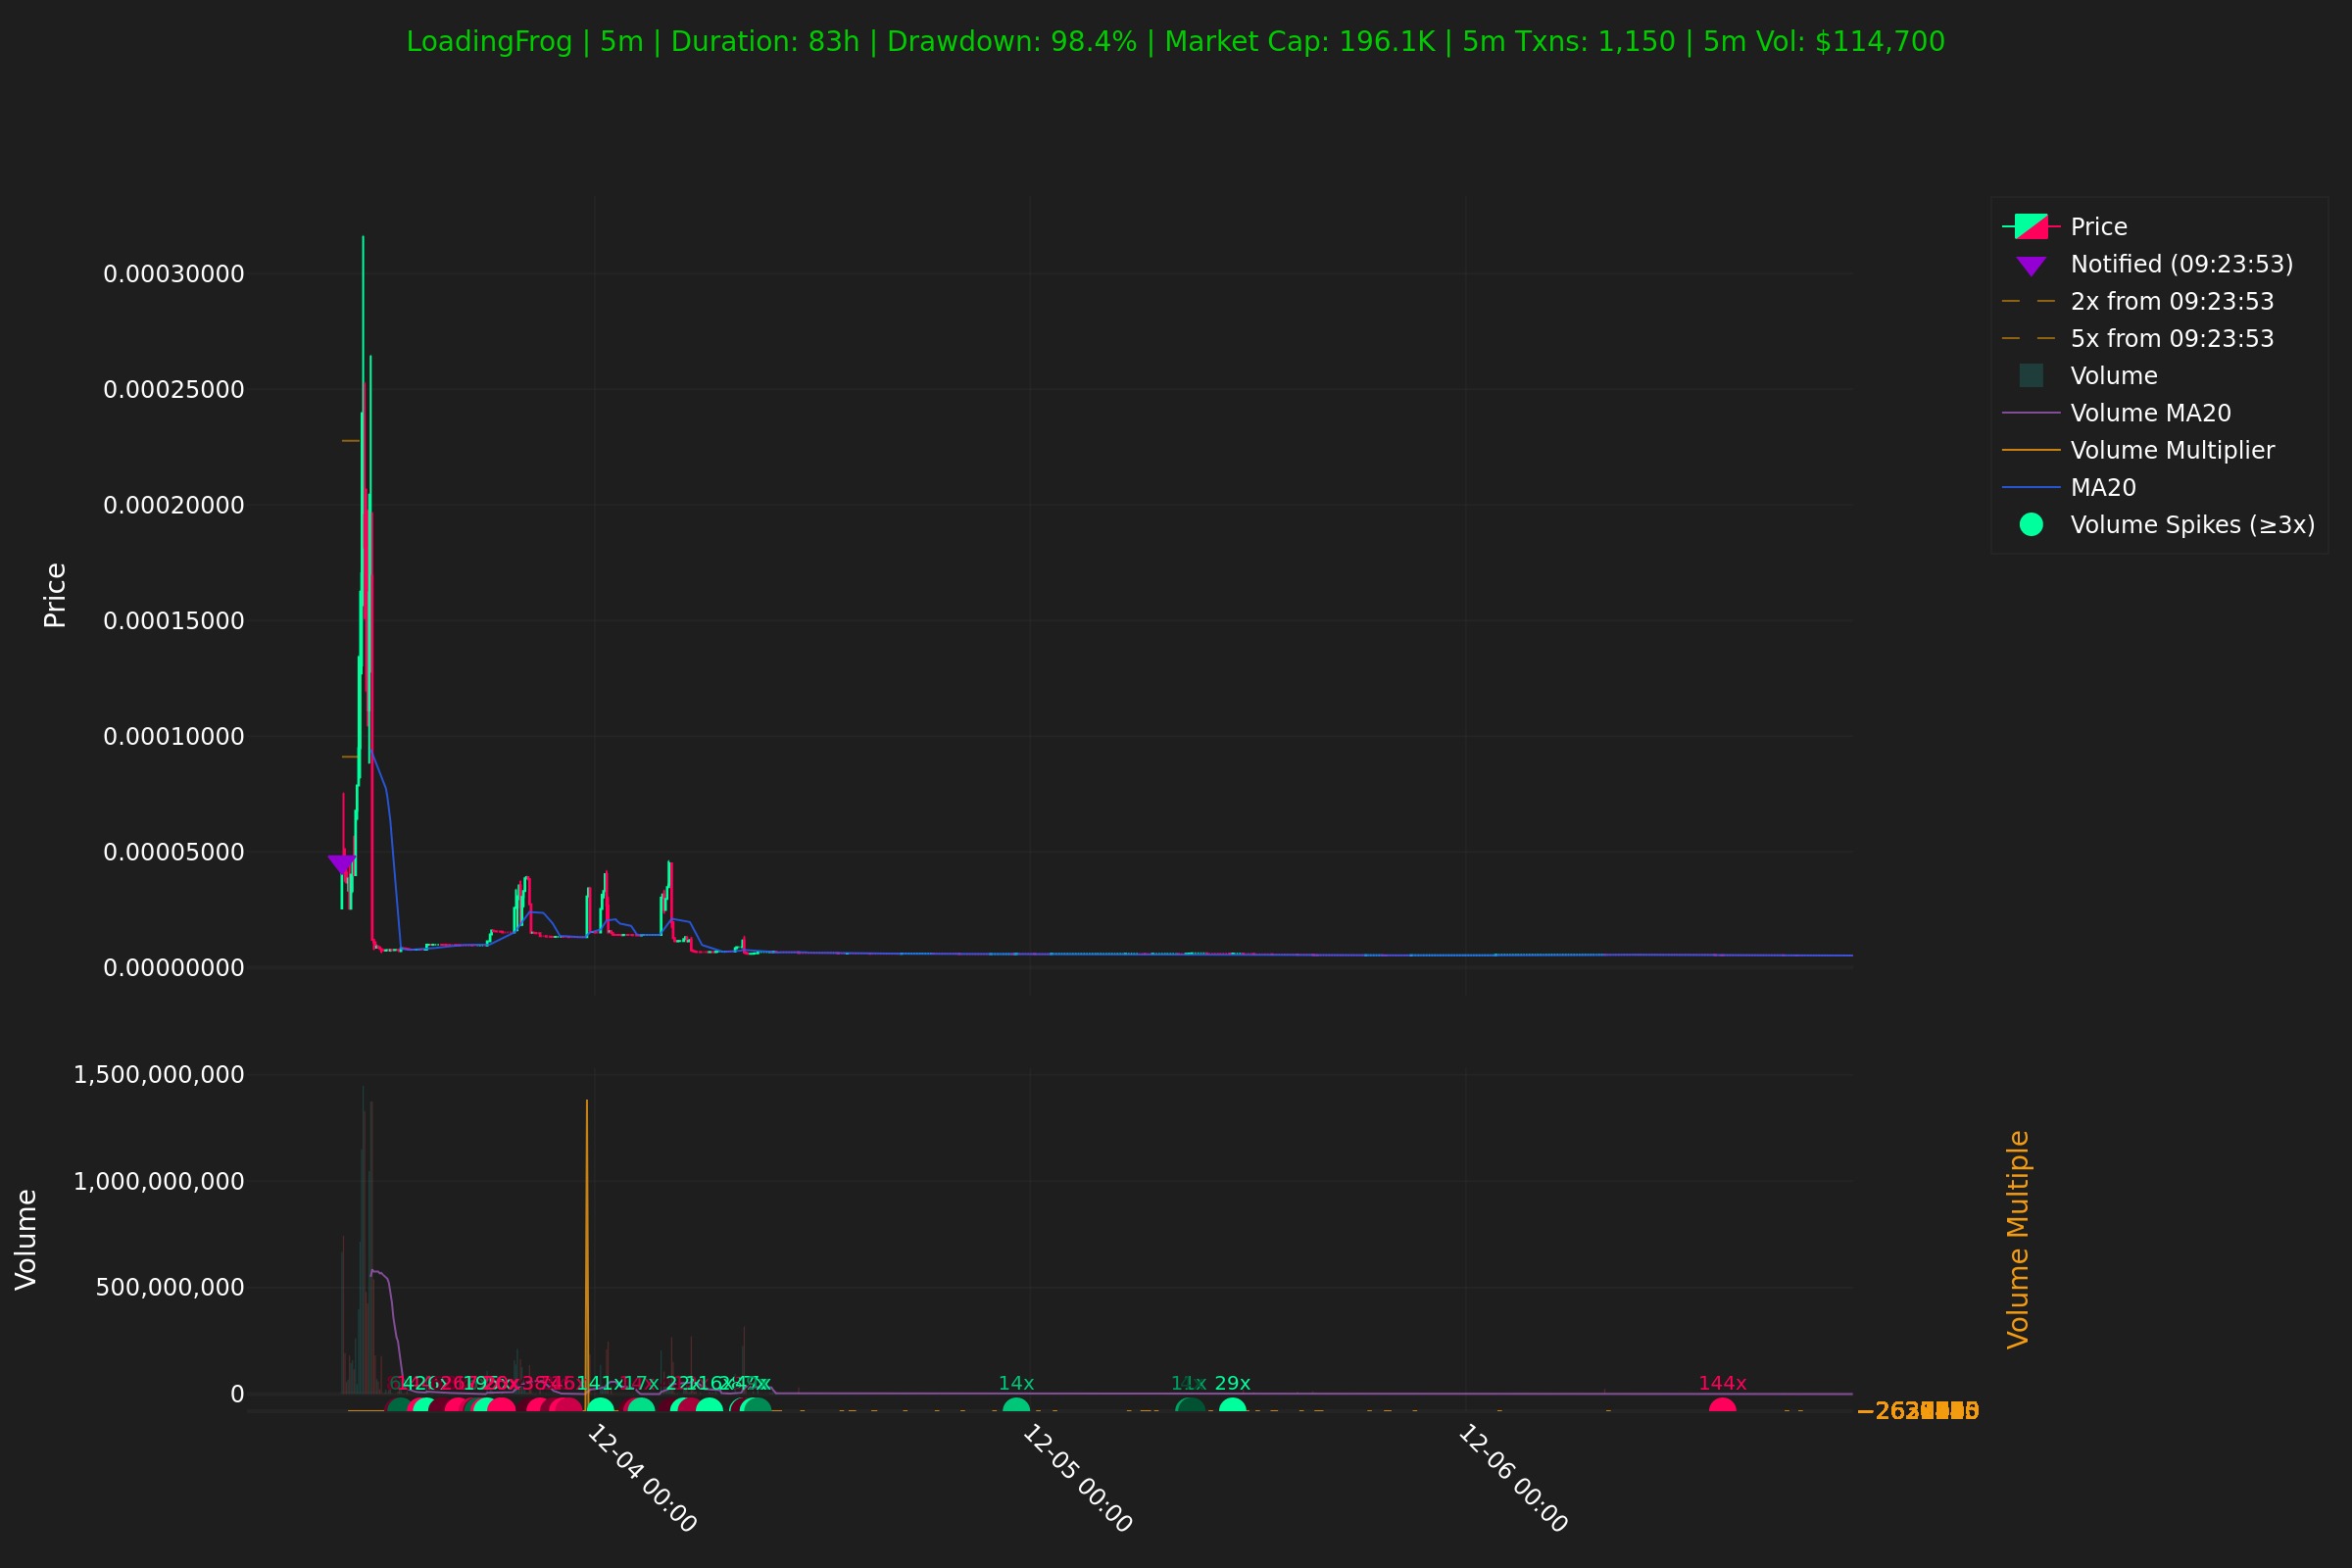 LoadingFrog | 5m | Duration: 83h | Drawdown: 98.4% | Market Cap: 196.1K | 5m Txns: 1,150 | 5m Vol: $114,700
Price
0.00030000
0.00025000
0.00020000
0.00015000
0.00010000
0.00005000
0.00000000
Price
Notified (09:23:53)
2x from 09:23:53
5x from 09:23:53
Volume
Volume MA20
Volume Multiplier
MA20
Volume Spikes (≥3x)
Volume
1,500,000,000
1,000,000,000
500,000,000
0
141x
17x
14x
11x
29x
144x
Volume Multiple
12-04 00:00
12-05 00:00
12-06 00:00